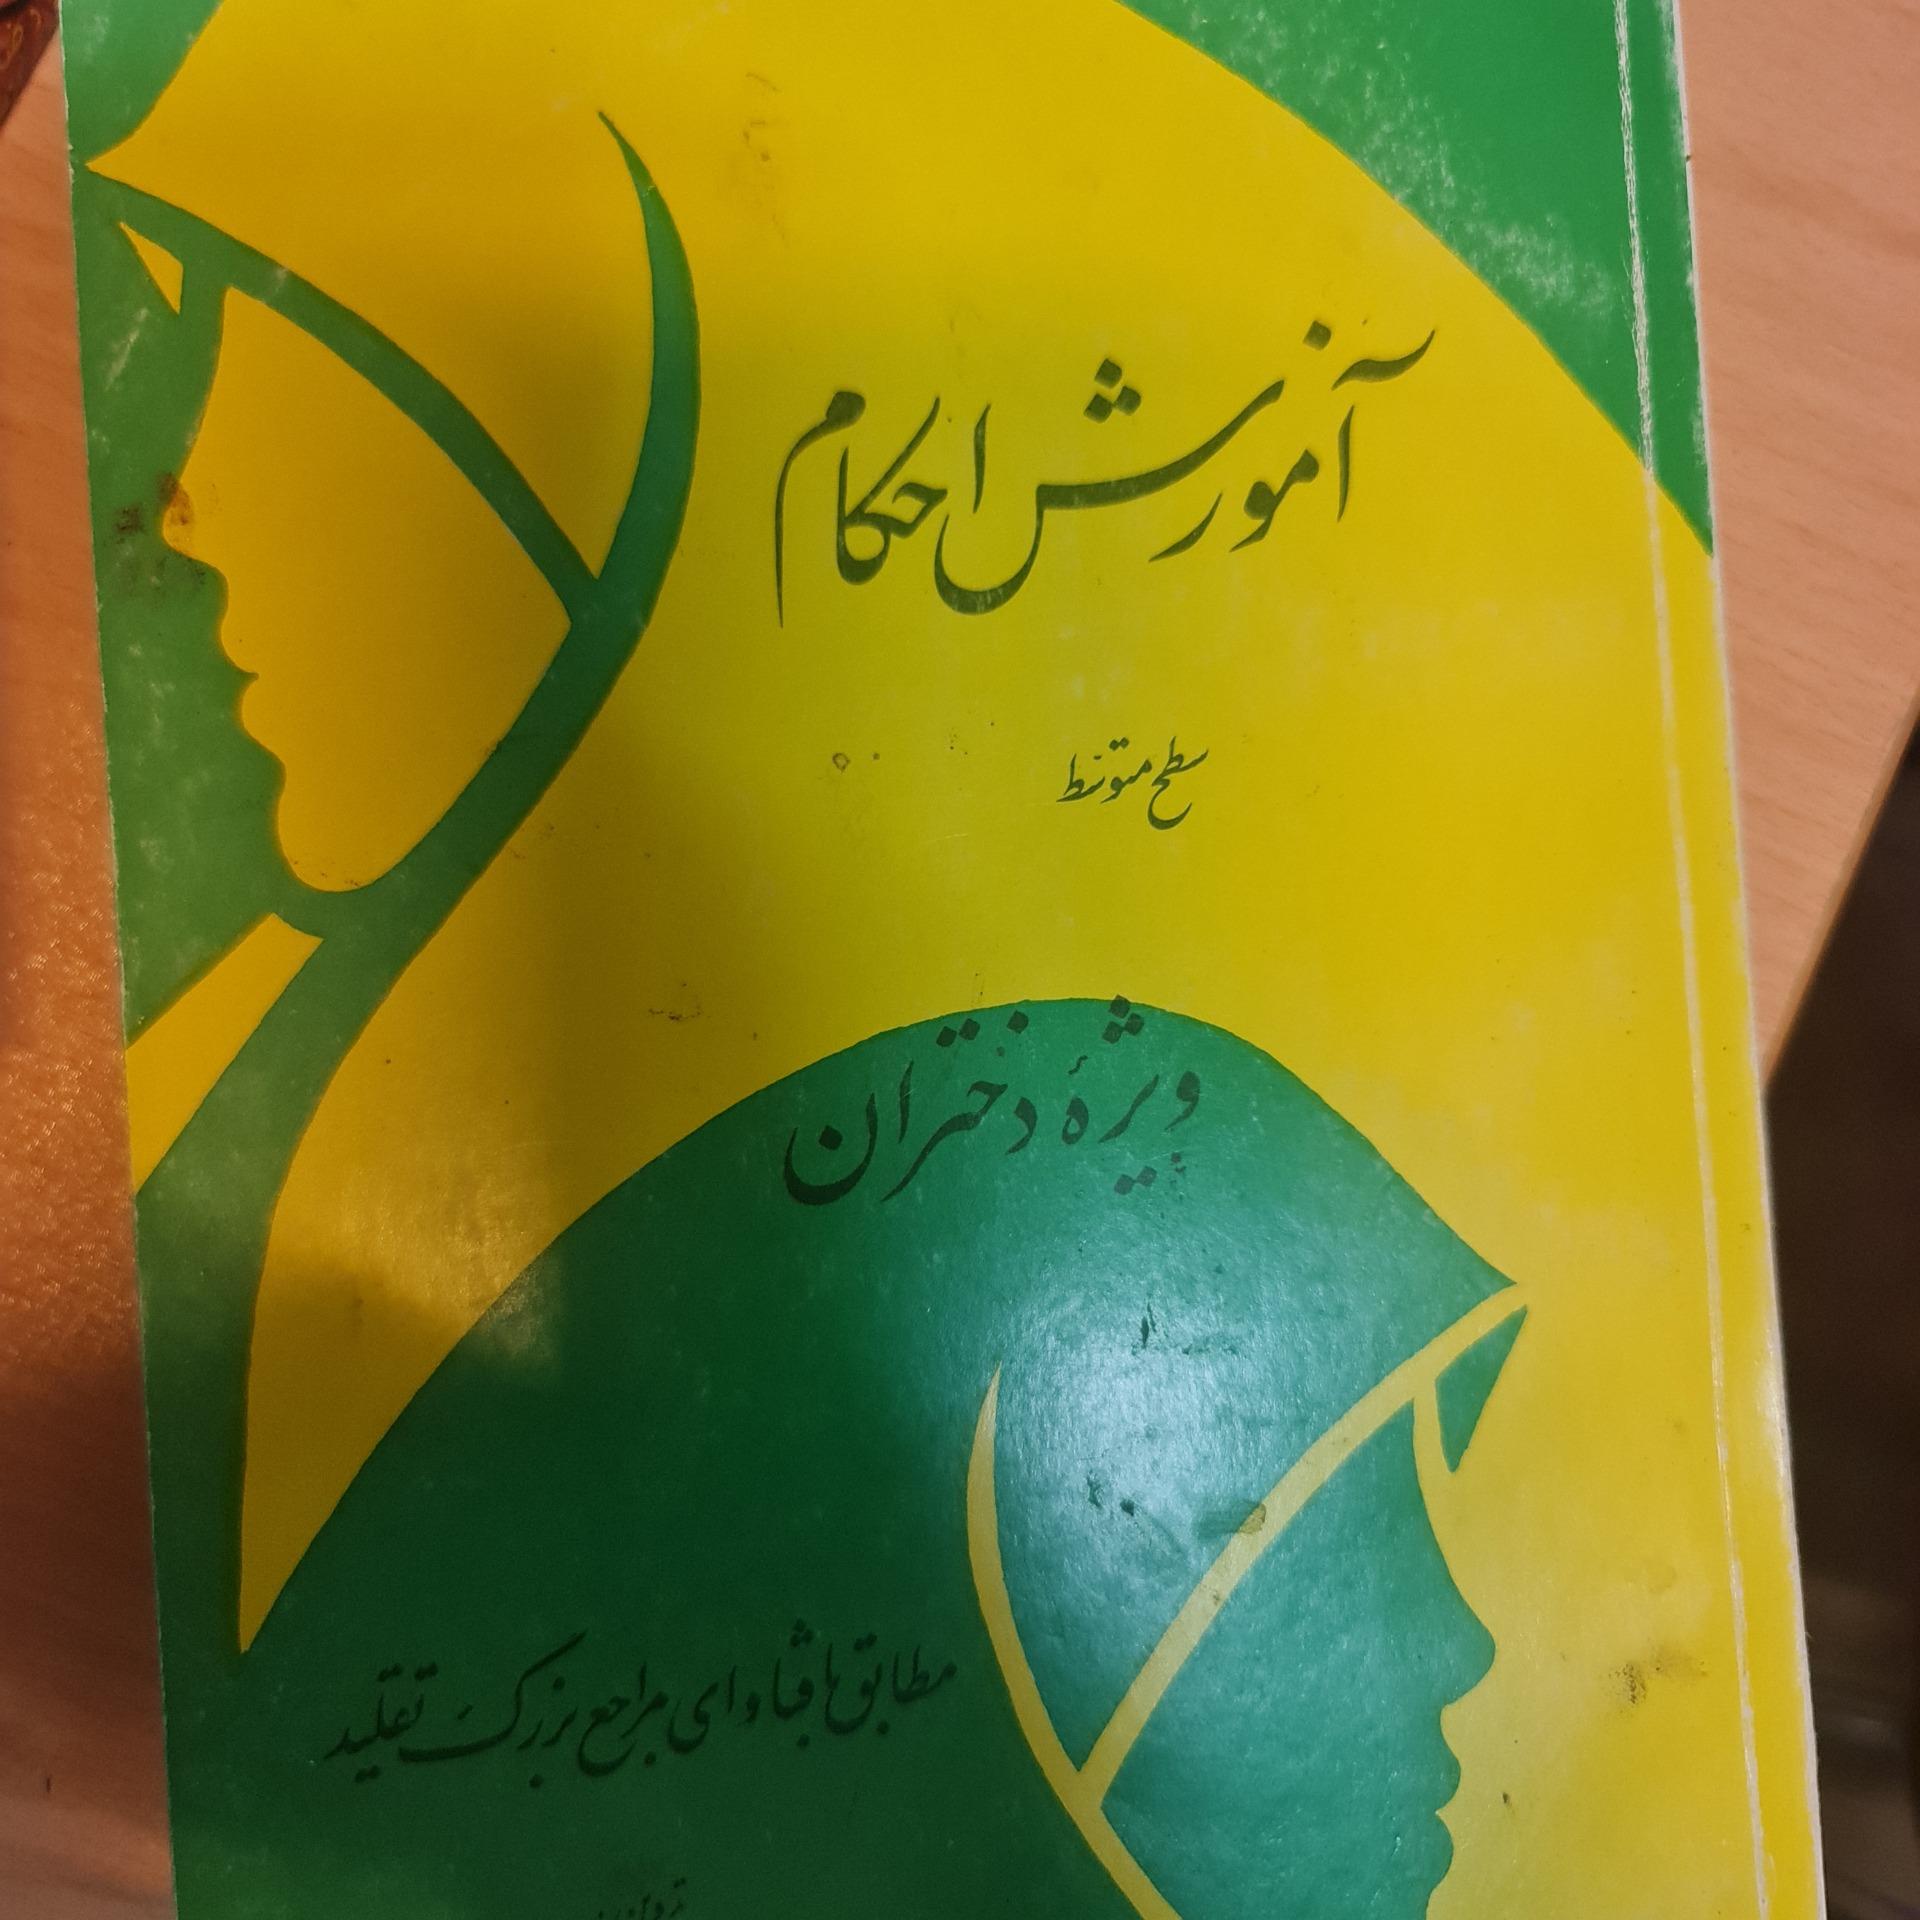 آموزش احکام
سطح متوسط
ویژهٔ دختران
مطابق با فتاوای مراجع بزرگ تقلید